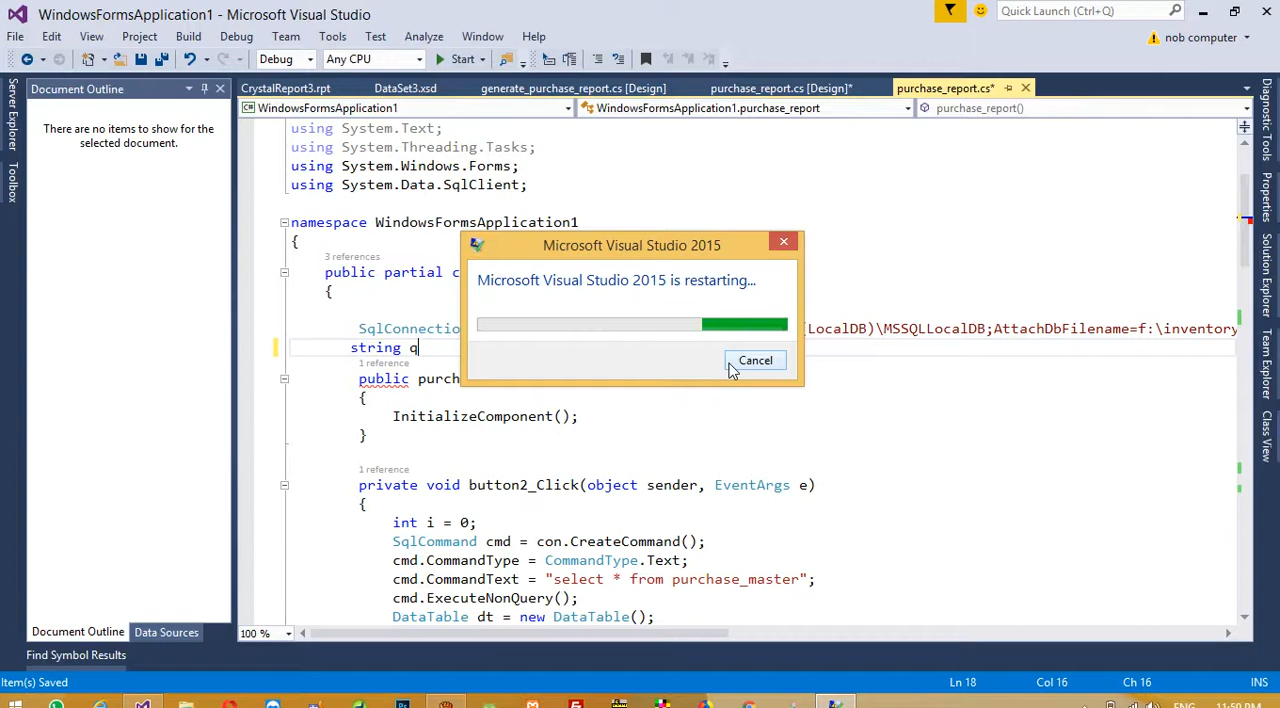 WindowsFormsApplication1 - Microsoft Visual Studio
Quick Launch (Ctrl+Q)
File Edit View Project Build Debug Team Tools Test Analyze Window Help
nob computer
Debug Any CPU Start
Document Outline
CrystalReport3.rpt DataSet3.xsd generate_purchase_report.cs [Design] purchase_report.cs [Design]* purchase_report.cs*
WindowsFormsApplication1 WindowsFormsApplication1.purchase_report purchase_report()
There are no items to show for the
selected document.
Server Explorer
Toolbox
using System.Text;
using System.Threading.Tasks;
using System.Windows.Forms;
using System.Data.SqlClient;
namespace WindowsFormsApplication1
{
3 references
public partial c
{
SqlConnectio
(LocalDB)\MSSQLLocalDB;AttachDbFilename=f:\inventory
string q
1 reference
public purch
{
InitializeComponent();
}
1 reference
private void button2_Click(object sender, EventArgs e)
{
int i = 0;
SqlCommand cmd = con.CreateCommand();
cmd.CommandType = CommandType.Text;
cmd.CommandText = "select * from purchase_master";
cmd.ExecuteNonQuery();
DataTable dt = new DataTable();
Microsoft Visual Studio 2015
Microsoft Visual Studio 2015 is restarting...
Cancel
Diagnostic Tools
Properties
Solution Explorer
Team Explorer
Class View
100 %
Document Outline Data Sources
Find Symbol Results
Item(s) Saved Ln 18 Col 16 Ch 16 INS
ENG 11:50 PM